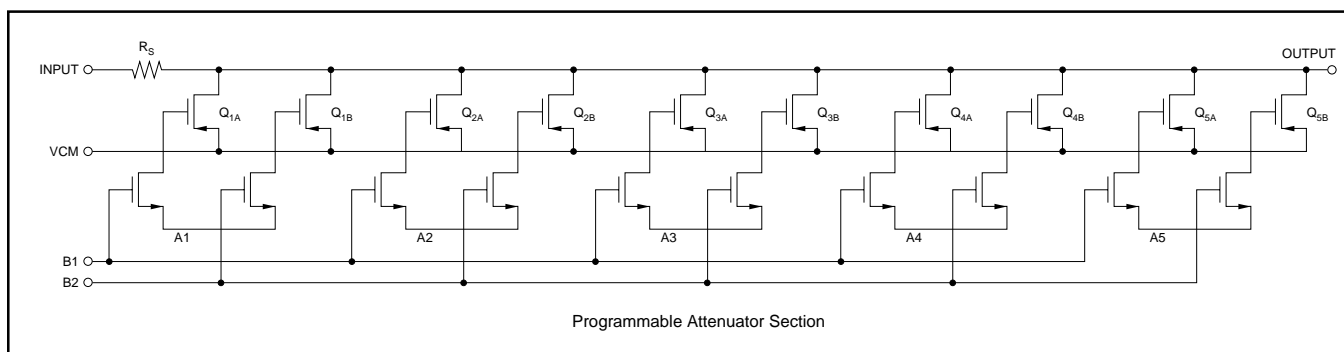 R_S
INPUT
OUTPUT
Q_1A
Q_1B
Q_2A
Q_2B
Q_3A
Q_3B
Q_4A
Q_4B
Q_5A
Q_5B
VCM
A1
A2
A3
A4
A5
B1
B2
Programmable Attenuator Section